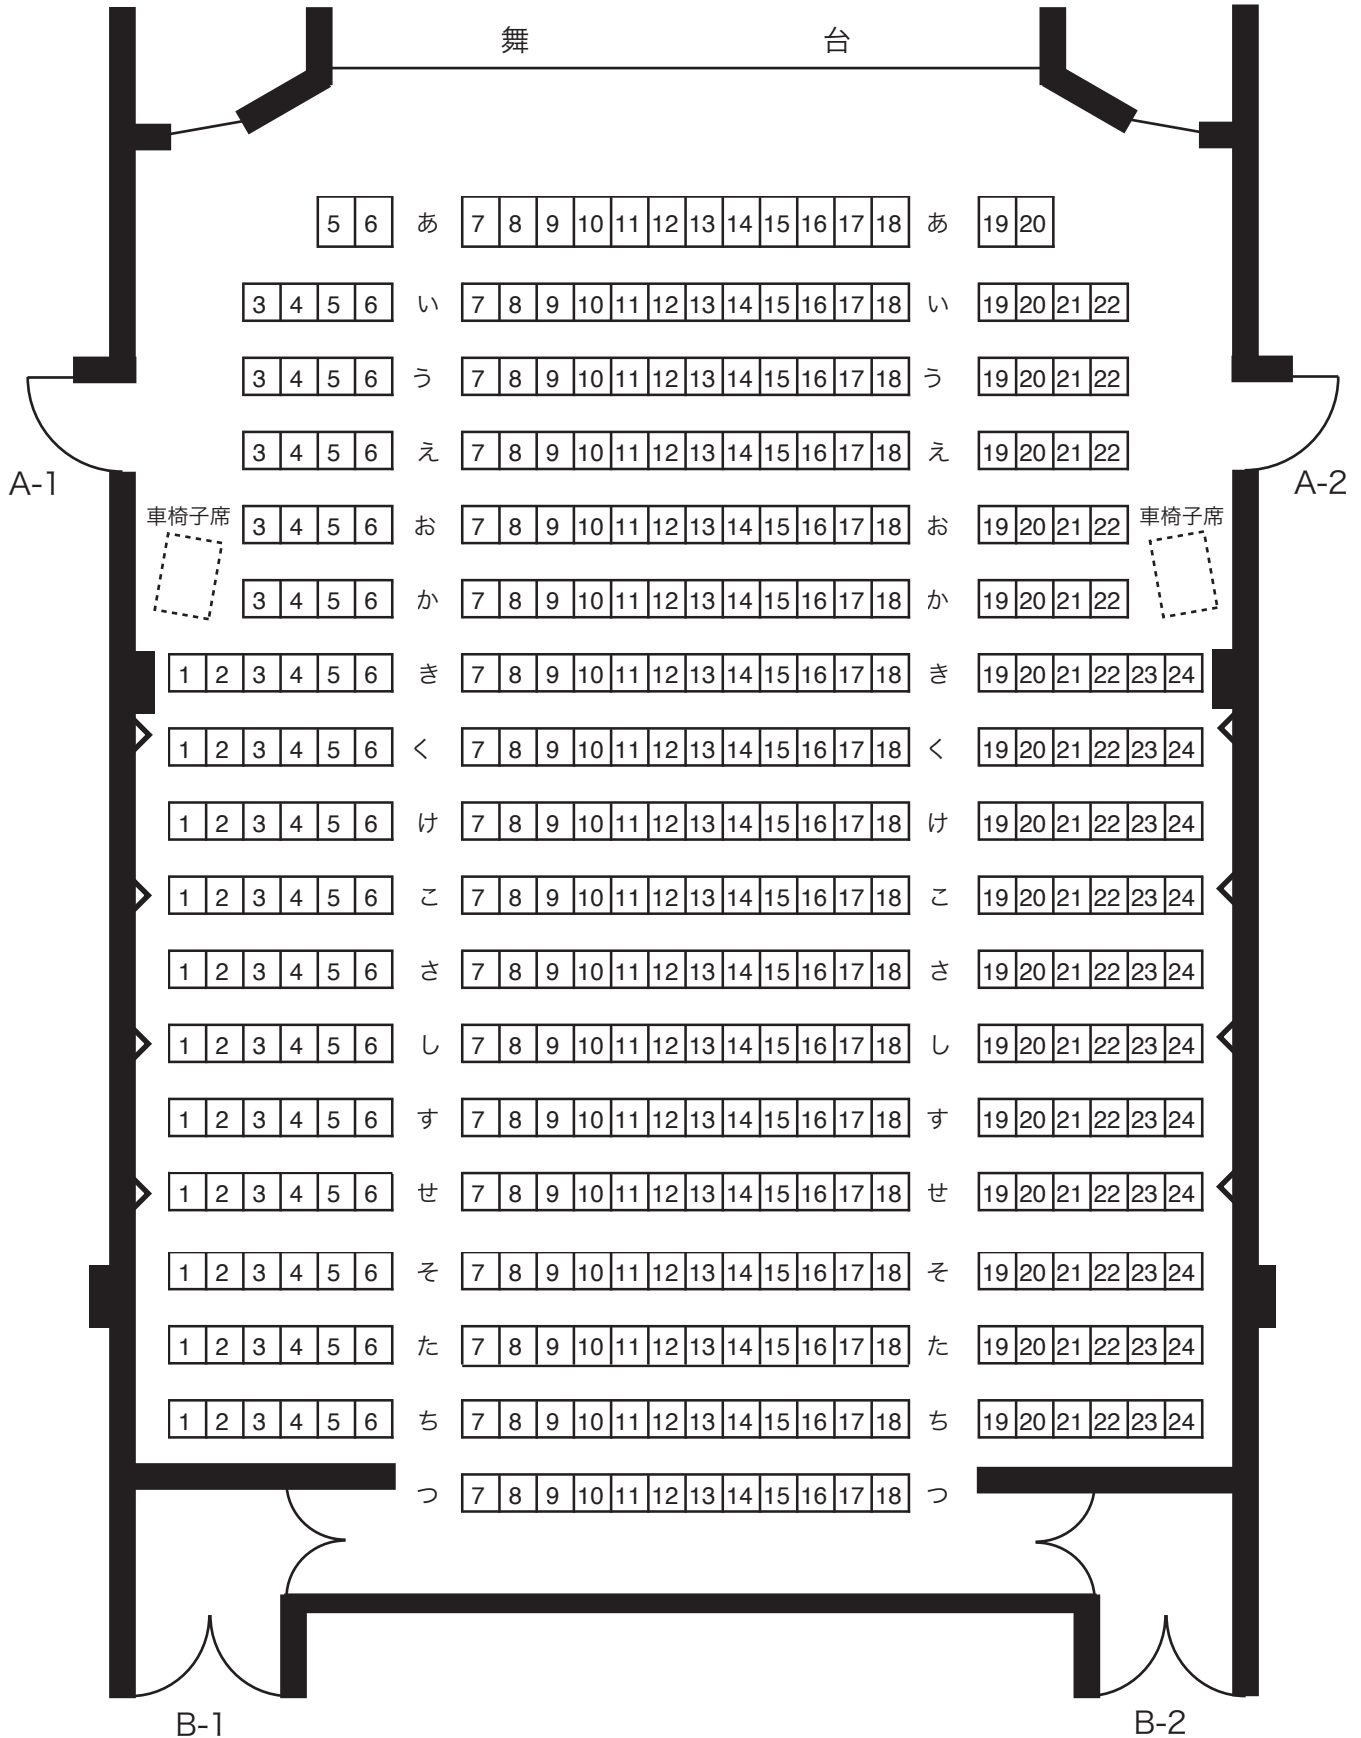 舞 台
5 6 あ 7 8 9 10 11 12 13 14 15 16 17 18 あ 19 20
3 4 5 6 い 7 8 9 10 11 12 13 14 15 16 17 18 い 19 20 21 22
3 4 5 6 う 7 8 9 10 11 12 13 14 15 16 17 18 う 19 20 21 22
3 4 5 6 え 7 8 9 10 11 12 13 14 15 16 17 18 え 19 20 21 22
A-1 A-2
車椅子席 車椅子席
3 4 5 6 お 7 8 9 10 11 12 13 14 15 16 17 18 お 19 20 21 22
3 4 5 6 か 7 8 9 10 11 12 13 14 15 16 17 18 か 19 20 21 22
1 2 3 4 5 6 き 7 8 9 10 11 12 13 14 15 16 17 18 き 19 20 21 22 23 24
1 2 3 4 5 6 く 7 8 9 10 11 12 13 14 15 16 17 18 く 19 20 21 22 23 24
1 2 3 4 5 6 け 7 8 9 10 11 12 13 14 15 16 17 18 け 19 20 21 22 23 24
1 2 3 4 5 6 こ 7 8 9 10 11 12 13 14 15 16 17 18 こ 19 20 21 22 23 24
1 2 3 4 5 6 さ 7 8 9 10 11 12 13 14 15 16 17 18 さ 19 20 21 22 23 24
1 2 3 4 5 6 し 7 8 9 10 11 12 13 14 15 16 17 18 し 19 20 21 22 23 24
1 2 3 4 5 6 す 7 8 9 10 11 12 13 14 15 16 17 18 す 19 20 21 22 23 24
1 2 3 4 5 6 せ 7 8 9 10 11 12 13 14 15 16 17 18 せ 19 20 21 22 23 24
1 2 3 4 5 6 そ 7 8 9 10 11 12 13 14 15 16 17 18 そ 19 20 21 22 23 24
1 2 3 4 5 6 た 7 8 9 10 11 12 13 14 15 16 17 18 た 19 20 21 22 23 24
1 2 3 4 5 6 ち 7 8 9 10 11 12 13 14 15 16 17 18 ち 19 20 21 22 23 24
つ 7 8 9 10 11 12 13 14 15 16 17 18 つ
B-1 B-2